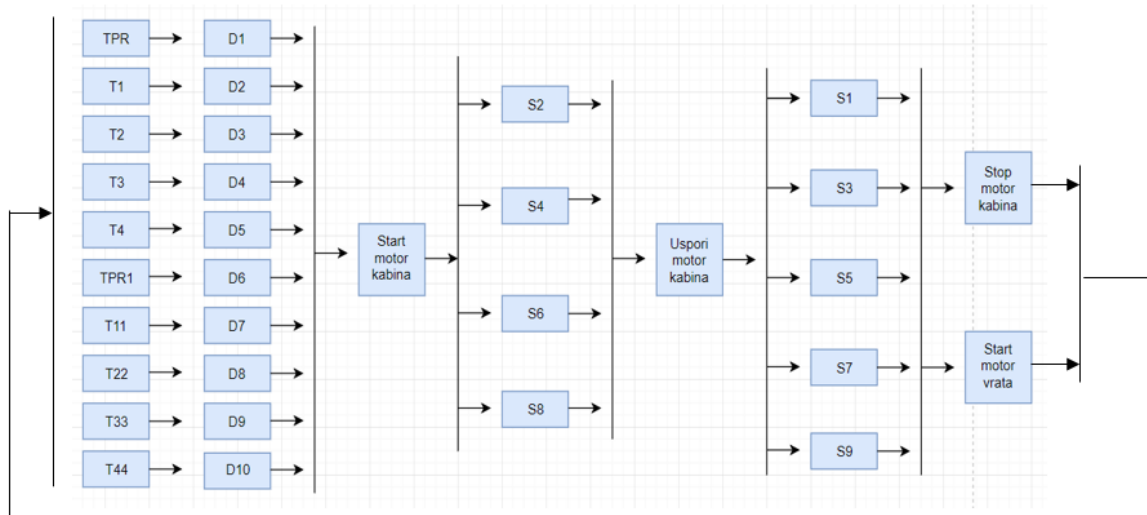 TPR
D1
T1
D2
T2
D3
T3
D4
T4
D5
TPR1
D6
T11
D7
T22
D8
T33
D9
T44
D10
Start
motor
kabina
S2
S4
S6
S8
Uspori
motor
kabina
S1
S3
S5
S7
S9
Stop
motor
kabina
Start
motor
vrata